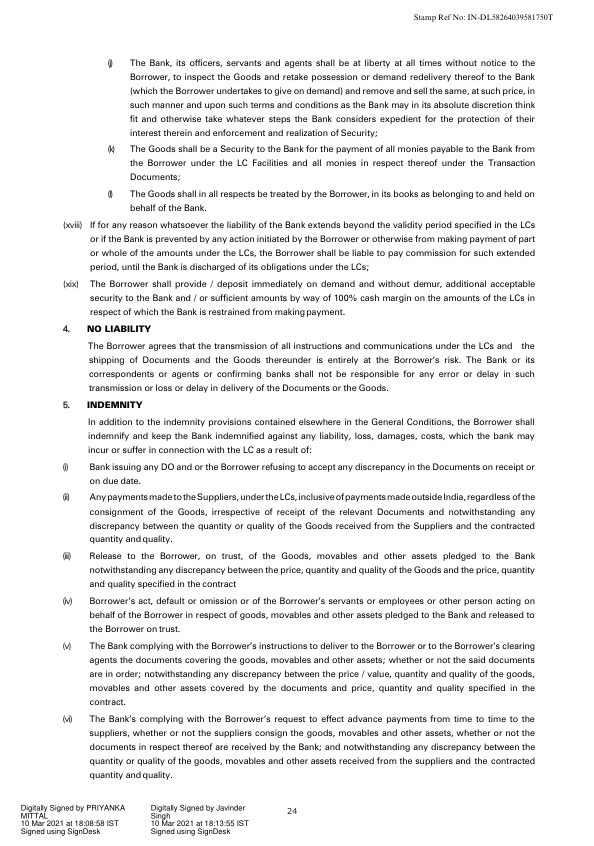 Stamp Ref No: IN-DL58264039581750T
(j) The Bank, its officers, servants and agents shall be at liberty at all times without notice to the
Borrower, to inspect the Goods and retake possession or demand redelivery thereof to the Bank
(which the Borrower undertakes to give on demand) and remove and sell the same, at such price, in
such manner and upon such terms and conditions as the Bank may in its absolute discretion think
fit and otherwise take whatever steps the Bank considers expedient for the protection of their
interest therein and enforcement and realization of Security;
(k) The Goods shall be a Security to the Bank for the payment of all monies payable to the Bank from
the Borrower under the LC Facilities and all monies in respect thereof under the Transaction
Documents;
(l) The Goods shall in all respects be treated by the Borrower, in its books as belonging to and held on
behalf of the Bank.
(xviii) If for any reason whatsoever the liability of the Bank extends beyond the validity period specified in the LCs
or if the Bank is prevented by any action initiated by the Borrower or otherwise from making payment of part
or whole of the amounts under the LCs, the Borrower shall be liable to pay commission for such extended
period, until the Bank is discharged of its obligations under the LCs;
(xix) The Borrower shall provide / deposit immediately on demand and without demur, additional acceptable
security to the Bank and / or sufficient amounts by way of 100% cash margin on the amounts of the LCs in
respect of which the Bank is restrained from making payment.
4. NO LIABILITY
The Borrower agrees that the transmission of all instructions and communications under the LCs and the
shipping of Documents and the Goods thereunder is entirely at the Borrower's risk. The Bank or its
correspondents or agents or confirming banks shall not be responsible for any error or delay in such
transmission or loss or delay in delivery of the Documents or the Goods.
5. INDEMNITY
In addition to the indemnity provisions contained elsewhere in the General Conditions, the Borrower shall
indemnify and keep the Bank indemnified against any liability, loss, damages, costs, which the bank may
incur or suffer in connection with the LC as a result of:
(i) Bank issuing any DO and or the Borrower refusing to accept any discrepancy in the Documents on receipt or
on due date.
(ii) Any payments made to the Suppliers, under the LCs, inclusive of payments made outside India, regardless of the
consignment of the Goods, irrespective of receipt of the relevant Documents and notwithstanding any
discrepancy between the quantity or quality of the Goods received from the Suppliers and the contracted
quantity and quality.
(iii) Release to the Borrower, on trust, of the Goods, movables and other assets pledged to the Bank
notwithstanding any discrepancy between the price, quantity and quality of the Goods and the price, quantity
and quality specified in the contract
(iv) Borrower's act, default or omission or of the Borrower's servants or employees or other person acting on
behalf of the Borrower in respect of goods, movables and other assets pledged to the Bank and released to
the Borrower on trust.
(v) The Bank complying with the Borrower's instructions to deliver to the Borrower or to the Borrower's clearing
agents the documents covering the goods, movables and other assets; whether or not the said documents
are in order; notwithstanding any discrepancy between the price / value, quantity and quality of the goods,
movables and other assets covered by the documents and price, quantity and quality specified in the
contract.
(vi) The Bank's complying with the Borrower's request to effect advance payments from time to time to the
suppliers, whether or not the suppliers consign the goods, movables and other assets, whether or not the
documents in respect thereof are received by the Bank; and notwithstanding any discrepancy between the
quantity or quality of the goods, movables and other assets received from the suppliers and the contracted
quantity and quality.
Digitally Signed by PRIYANKA
MITTAL
10 Mar 2021 at 18:08:58 IST
Signed using SignDesk
Digitally Signed by Javinder
Singh
10 Mar 2021 at 18:13:55 IST
Signed using SignDesk
24